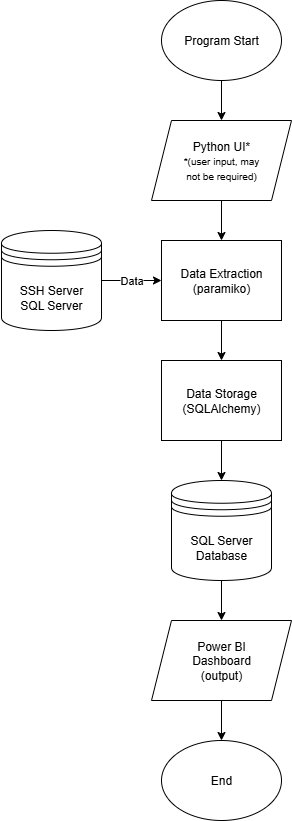 Program Start
Python UI*
*(user input, may
not be required)
SSH Server
SQL Server
Data
Data Extraction
(paramiko)
Data Storage
(SQLAlchemy)
SQL Server
Database
Power BI
Dashboard
(output)
End